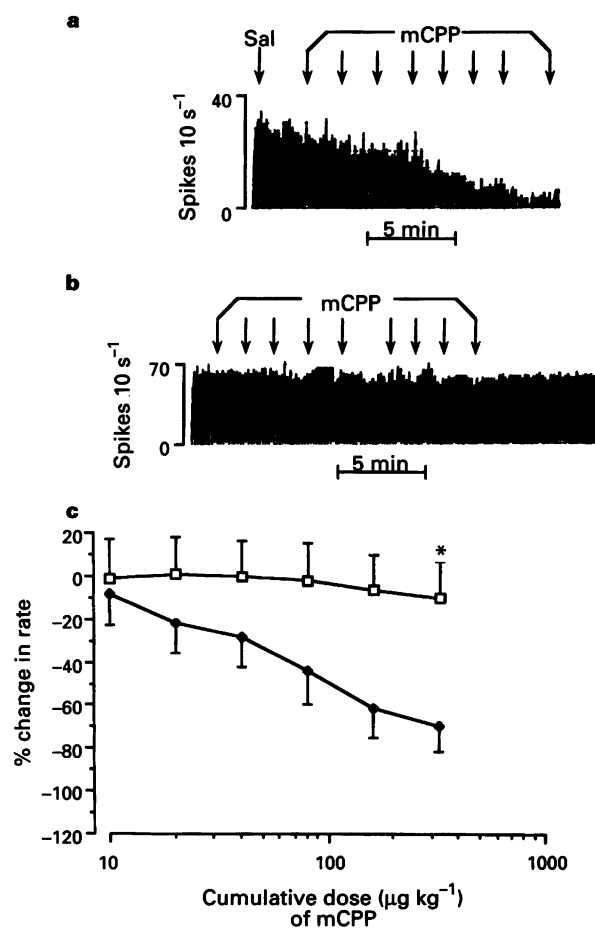 a
Sal
mCPP
40
Spikes 10 s⁻¹
0
5 min
b
mCPP
70
Spikes 10 s⁻¹
0
5 min
c
20
0
−20
−40
−60
−80
−100
−120
% change in rate
*
10
100
1000
Cumulative dose (μg kg⁻¹)
of mCPP